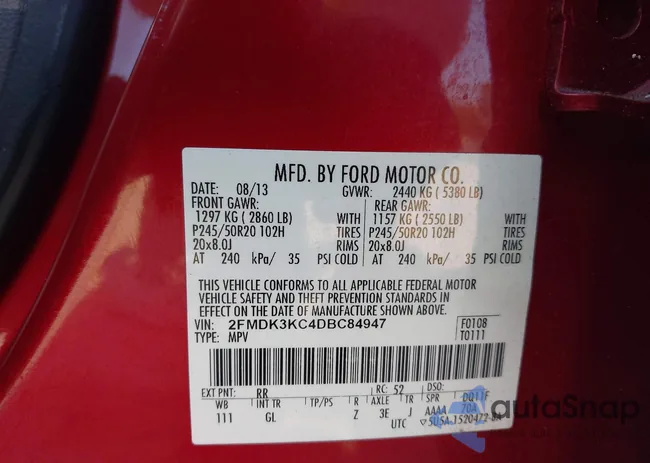 MFD. BY FORD MOTOR CO.
DATE: 08/13 GVWR: 2440 KG ( 5380 LB)
FRONT GAWR: REAR GAWR:
1297 KG ( 2860 LB) WITH 1157 KG ( 2550 LB) WITH
P245/50R20 102H TIRES P245/50R20 102H TIRES
20x8.0J RIMS 20x8.0J RIMS
AT 240 kPa/ 35 PSI COLD AT 240 kPa/ 35 PSI COLD
THIS VEHICLE CONFORMS TO ALL APPLICABLE FEDERAL MOTOR
VEHICLE SAFETY AND THEFT PREVENTION STANDARDS IN
EFFECT ON THE DATE OF MANUFACTURE SHOWN ABOVE.
VIN: 2FMDK3KC4DBC84947 F0108
TYPE: MPV T0111
EXT PNT: RR RC: 52 DSO:
WB INT TR TP/PS R AXLE TR SPR DQ11F
111 GL Z 3E J AAAA 20A
UTC
autoSnap